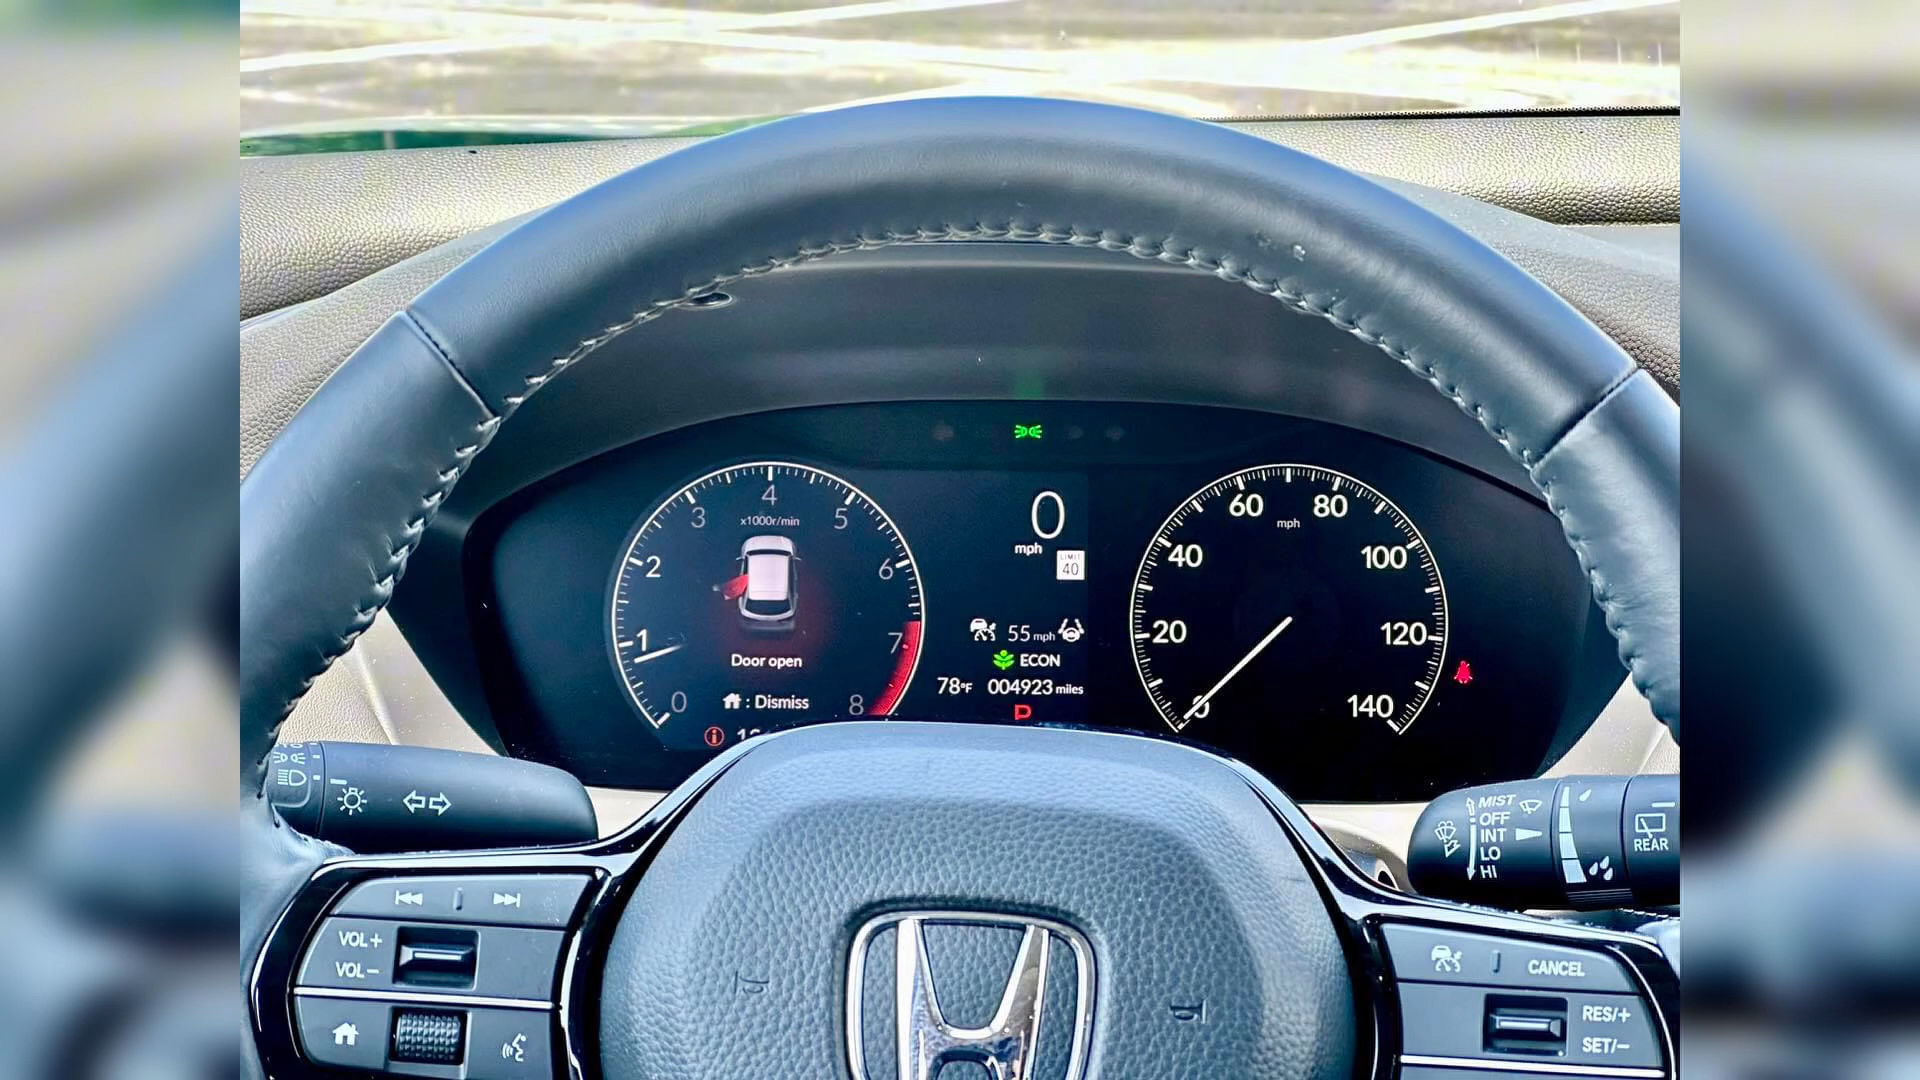 4
3
5
x1000r/min
2
6
1
7
Door open
0
: Dismiss
8
0
mph
LIMIT
40
55 mph
ECON
78°F 004923 miles
P
60
80
mph
40
100
20
120
0
140
MIST
OFF
INT
LO
HI
REAR
VOL+
VOL−
CANCEL
RES/+
SET/−